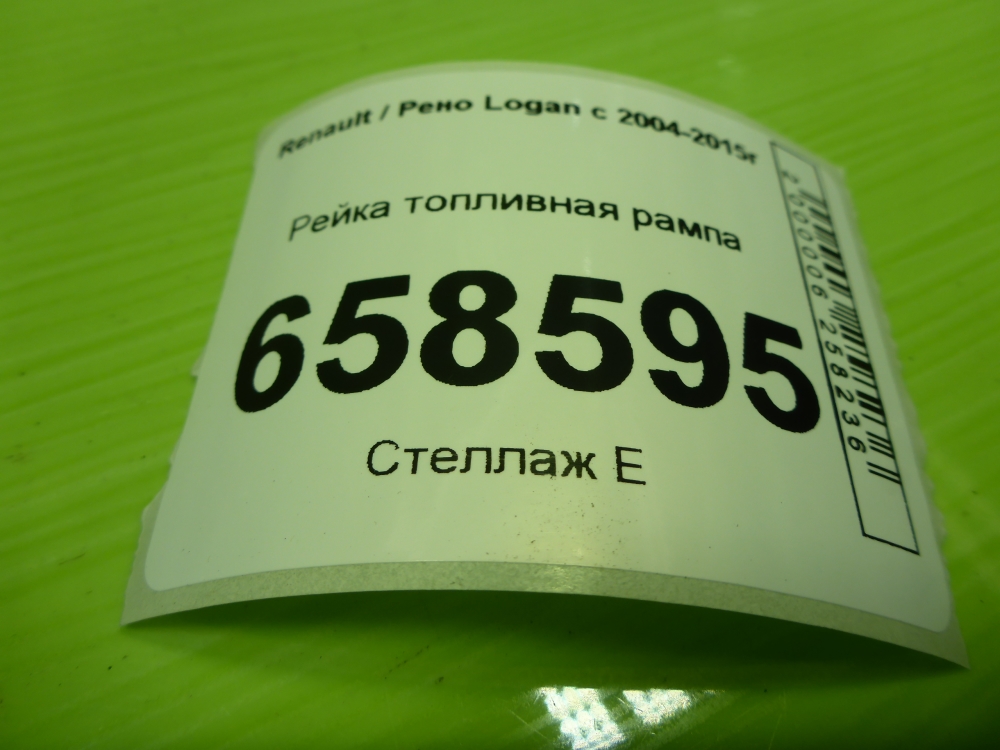 Renault / Рено Logan с 2004-2015г
Рейка топливная рампа
658595
Стеллаж Е
2000006258236